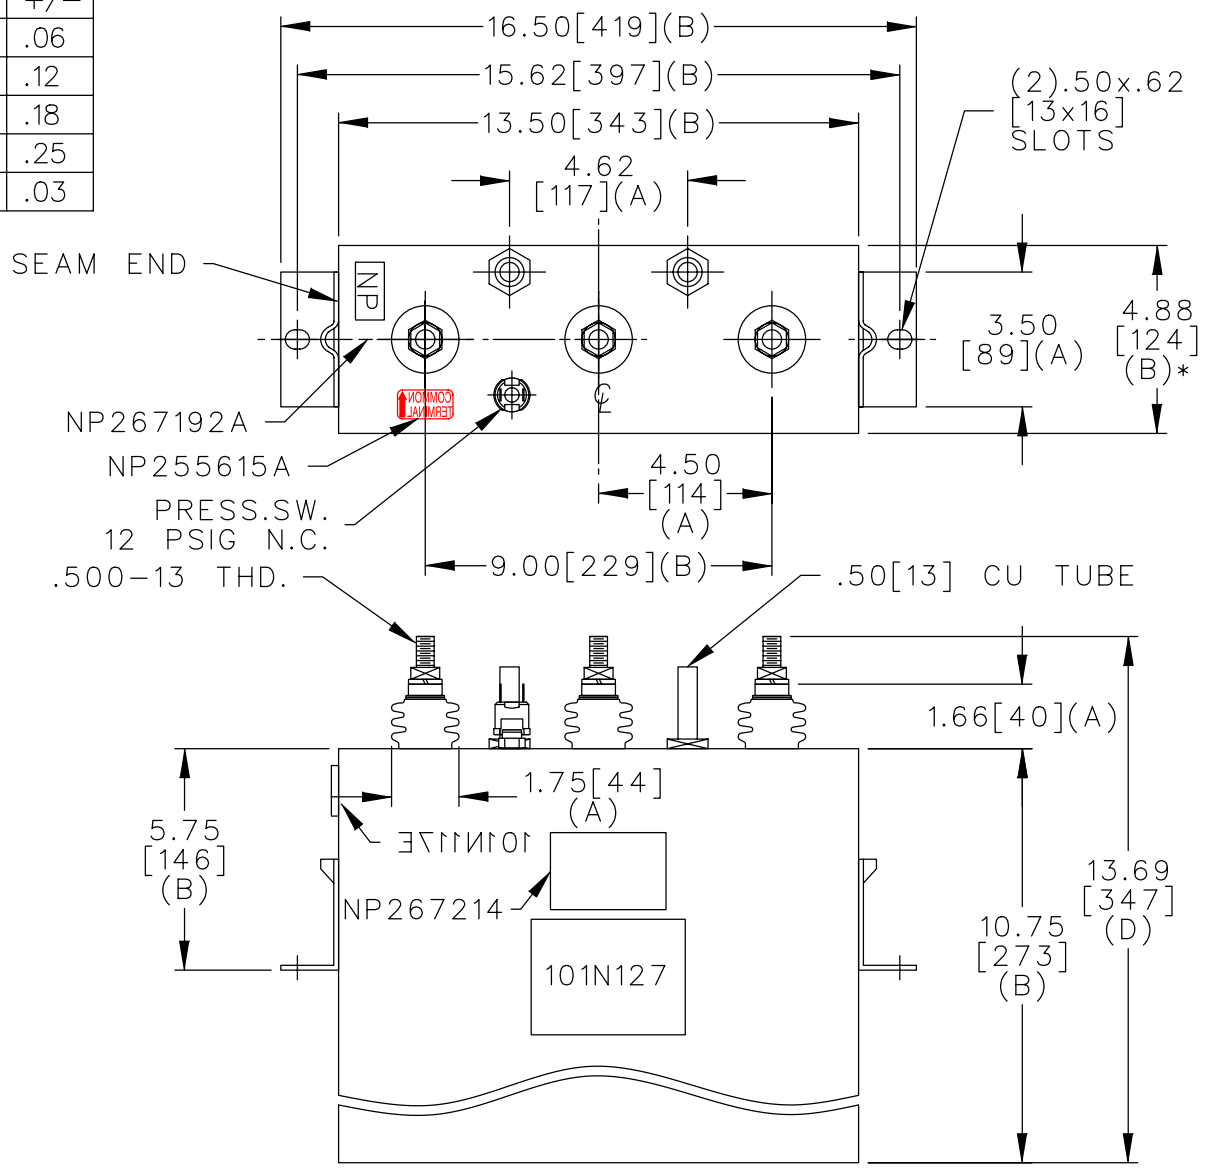 +/-
.06
.12
.18
.25
.03
16.50[419](B)
15.62[397](B)
13.50[343](B)
4.62
[117](A)
(2).50x.62
[13x16]
SLOTS
SEAM END
NP
3.50
[89](A)
4.88
[124]
(B)*
COMMON
TERMINAL
CL
NP267192A
NP255615A
PRESS.SW.
12 PSIG N.C.
.500-13 THD.
4.50
[114]
(A)
9.00[229](B)
.50[13] CU TUBE
1.66[40](A)
1.75[44]
(A)
5.75
[146]
(B)
101N117E
NP267214
101N127
13.69
[347]
(D)
10.75
[273]
(B)